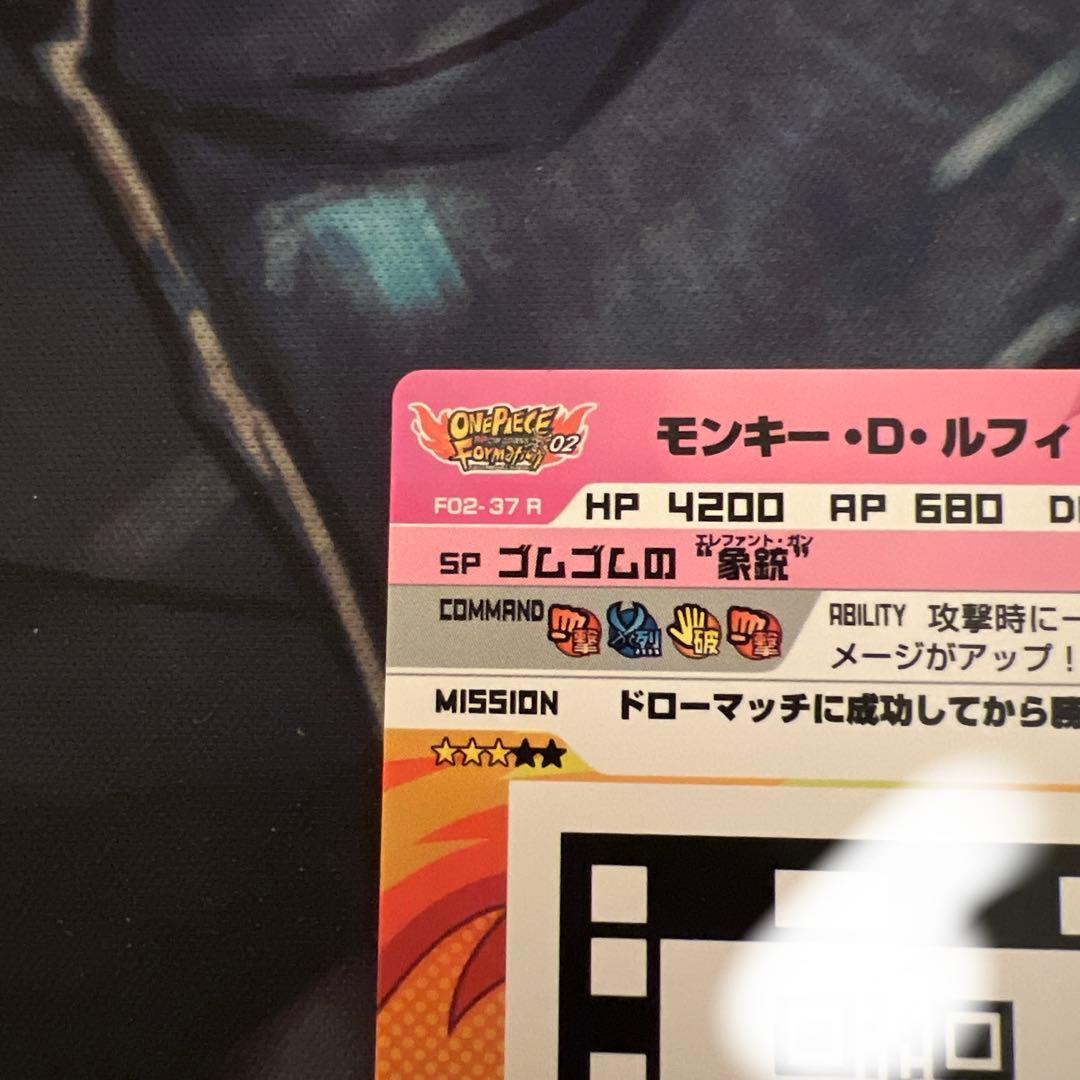 ONE PIECE
Formation 02
モンキー・D・ルフィ
F02-37 R
HP 4200 AP 680
エレファント・ガン
SP ゴムゴムの “象銃”
COMMAND 撃 烈 破 撃
ABILITY 攻撃時に一
メージがアップ！
MISSION ドローマッチに成功してから勝